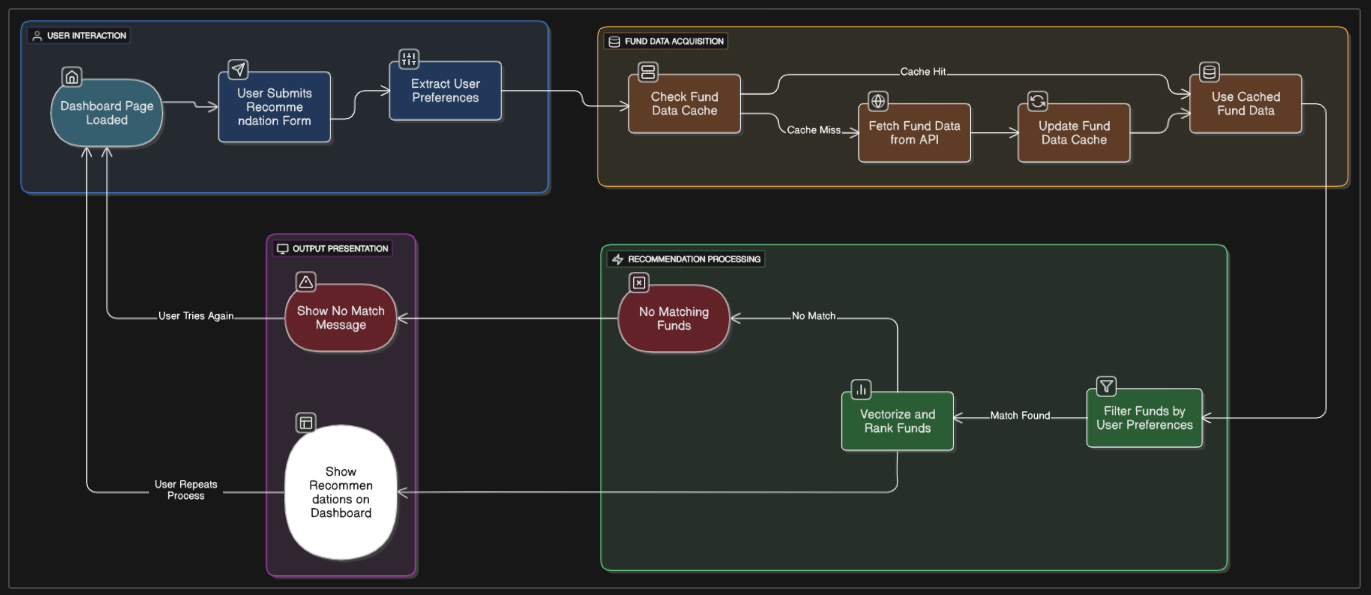 USER INTERACTION
Dashboard Page
Loaded
User Submits
Recomme
ndation Form
Extract User
Preferences
FUND DATA ACQUISITION
Check Fund
Data Cache
Cache Hit
Cache Miss
Fetch Fund Data
from API
Update Fund
Data Cache
Use Cached
Fund Data
OUTPUT PRESENTATION
Show No Match
Message
User Tries Again
Show
Recommen
dations on
Dashboard
User Repeats
Process
RECOMMENDATION PROCESSING
No Matching
Funds
No Match
Vectorize and
Rank Funds
Match Found
Filter Funds by
User Preferences